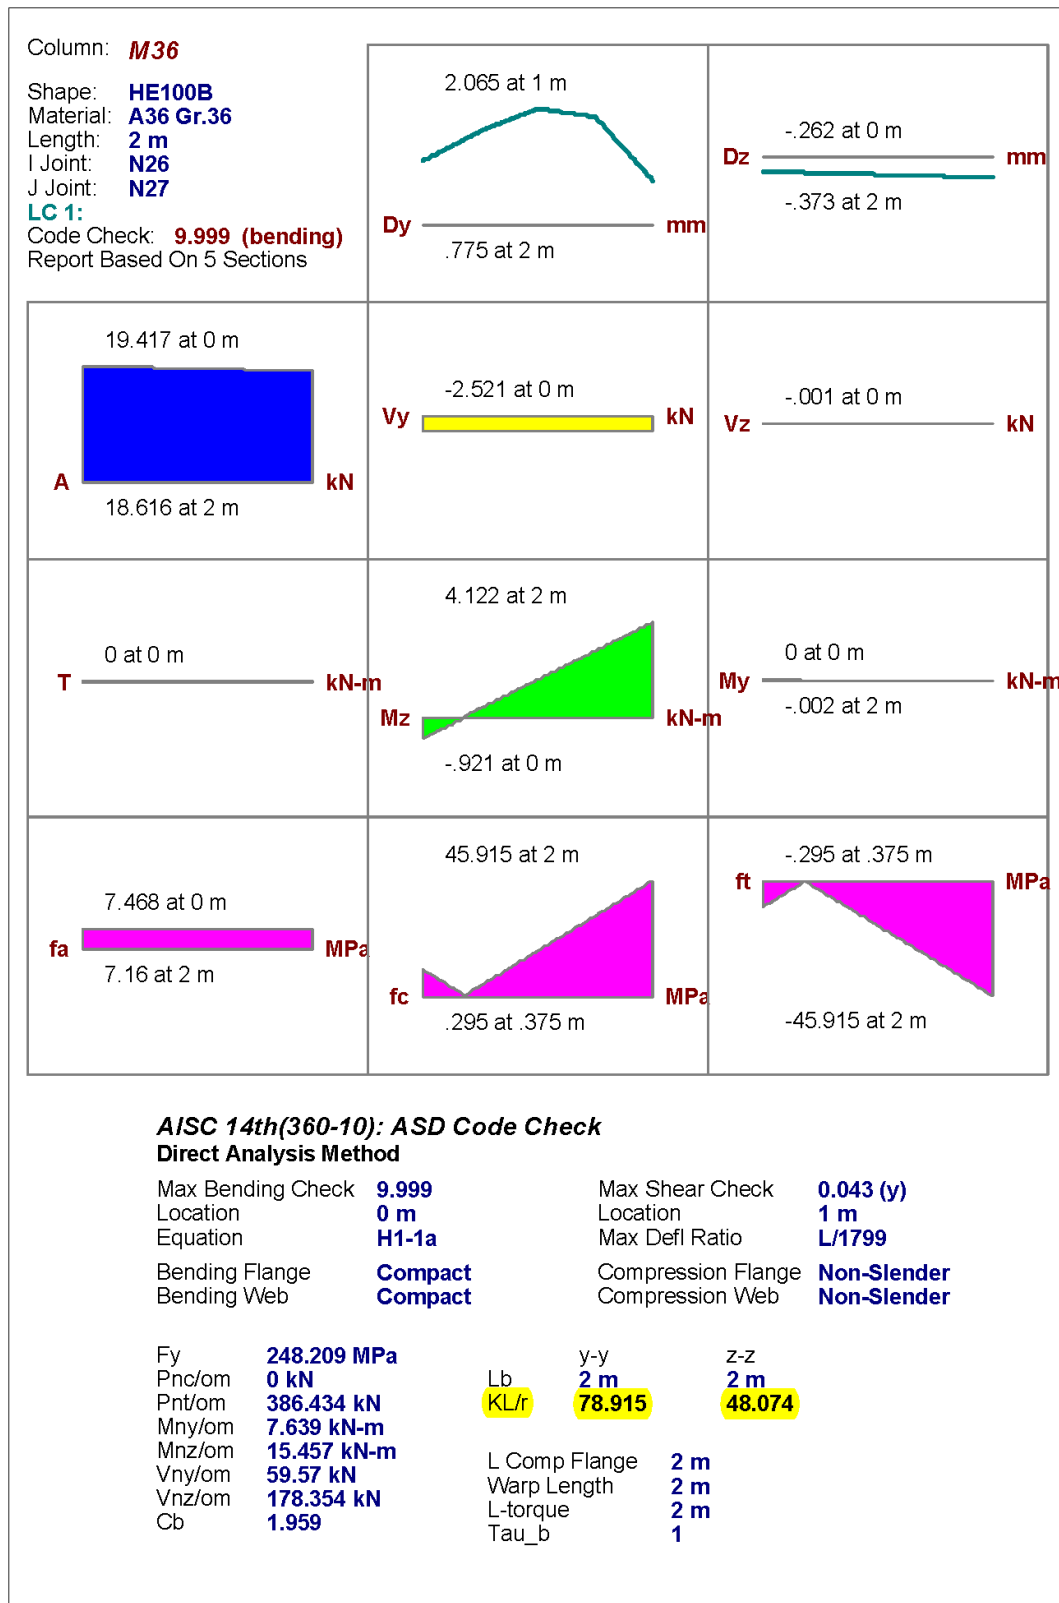 Column: M36
Shape: HE100B
Material: A36 Gr.36
Length: 2 m
I Joint: N26
J Joint: N27
LC 1:
Code Check: 9.999 (bending)
Report Based On 5 Sections
2.065 at 1 m
Dy mm
.775 at 2 m
-.262 at 0 m
Dz mm
-.373 at 2 m
19.417 at 0 m
A kN
18.616 at 2 m
-2.521 at 0 m
Vy kN
-.001 at 0 m
Vz kN
0 at 0 m
T kN-m
4.122 at 2 m
Mz kN-m
-.921 at 0 m
0 at 0 m
My kN-m
-.002 at 2 m
7.468 at 0 m
fa MPa
7.16 at 2 m
45.915 at 2 m
fc MPa
.295 at .375 m
-.295 at .375 m
ft MPa
-45.915 at 2 m
AISC 14th(360-10): ASD Code Check
Direct Analysis Method
Max Bending Check 9.999 Max Shear Check 0.043 (y)
Location 0 m Location 1 m
Equation H1-1a Max Defl Ratio L/1799
Bending Flange Compact Compression Flange Non-Slender
Bending Web Compact Compression Web Non-Slender
Fy 248.209 MPa y-y z-z
Pnc/om 0 kN Lb 2 m 2 m
Pnt/om 386.434 kN KL/r 78.915 48.074
Mny/om 7.639 kN-m
Mnz/om 15.457 kN-m L Comp Flange 2 m
Vny/om 59.57 kN Warp Length 2 m
Vnz/om 178.354 kN L-torque 2 m
Cb 1.959 Tau_b 1